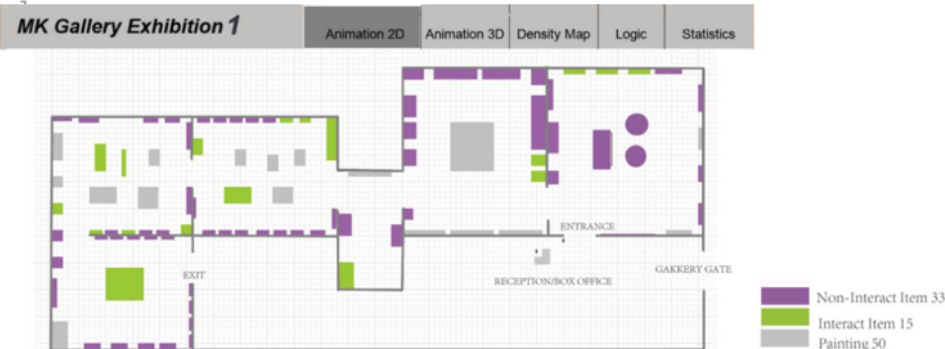 MK Gallery Exhibition 1
Animation 2D
Animation 3D
Density Map
Logic
Statistics
ENTRANCE
EXIT
GAKKERY GATE
RECEPTION/BOX OFFICE
Non-Interact Item 33
Interact Item 15
Painting 50